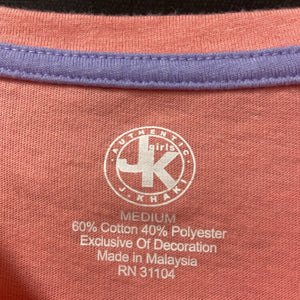 AUTHENTIC
girls
JK
J. KHAKI
MEDIUM
60% Cotton 40% Polyester
Exclusive Of Decoration
Made in Malaysia
RN 31104